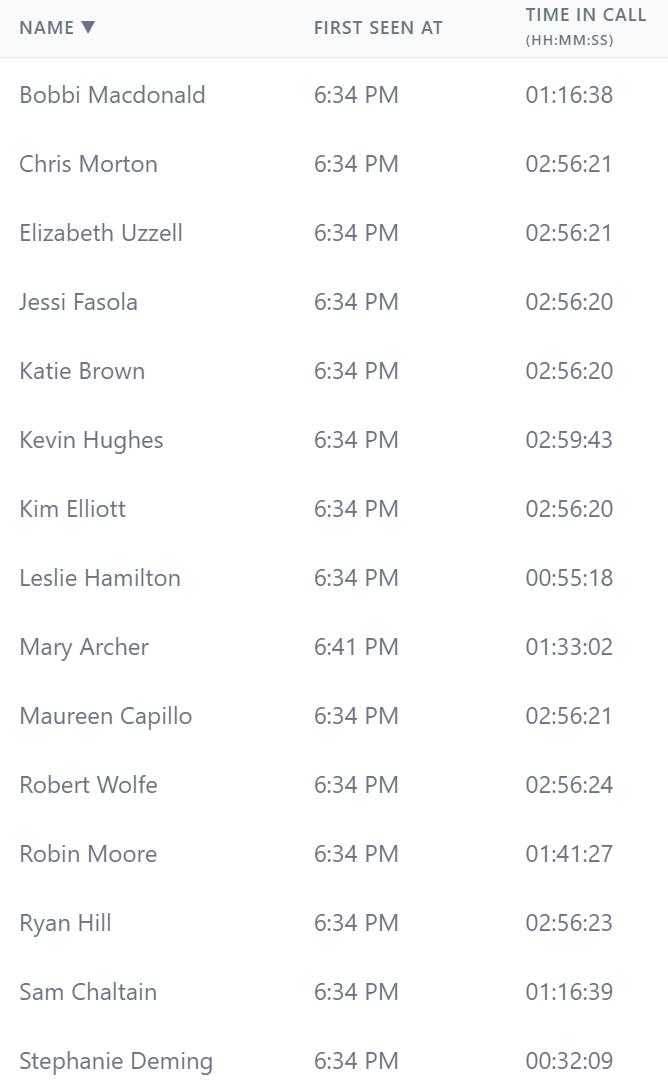 NAME ▼ FIRST SEEN AT TIME IN CALL
(HH:MM:SS)
Bobbi Macdonald 6:34 PM 01:16:38
Chris Morton 6:34 PM 02:56:21
Elizabeth Uzzell 6:34 PM 02:56:21
Jessi Fasola 6:34 PM 02:56:20
Katie Brown 6:34 PM 02:56:20
Kevin Hughes 6:34 PM 02:59:43
Kim Elliott 6:34 PM 02:56:20
Leslie Hamilton 6:34 PM 00:55:18
Mary Archer 6:41 PM 01:33:02
Maureen Capillo 6:34 PM 02:56:21
Robert Wolfe 6:34 PM 02:56:24
Robin Moore 6:34 PM 01:41:27
Ryan Hill 6:34 PM 02:56:23
Sam Chaltain 6:34 PM 01:16:39
Stephanie Deming 6:34 PM 00:32:09